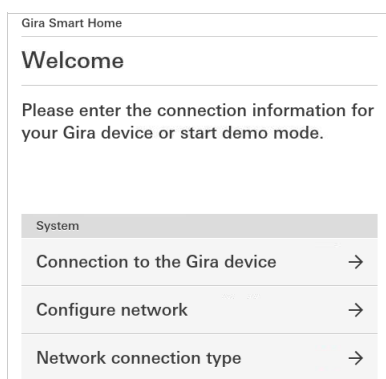 Gira Smart Home
Welcome
Please enter the connection information for
your Gira device or start demo mode.
System
Connection to the Gira device
Configure network
Network connection type